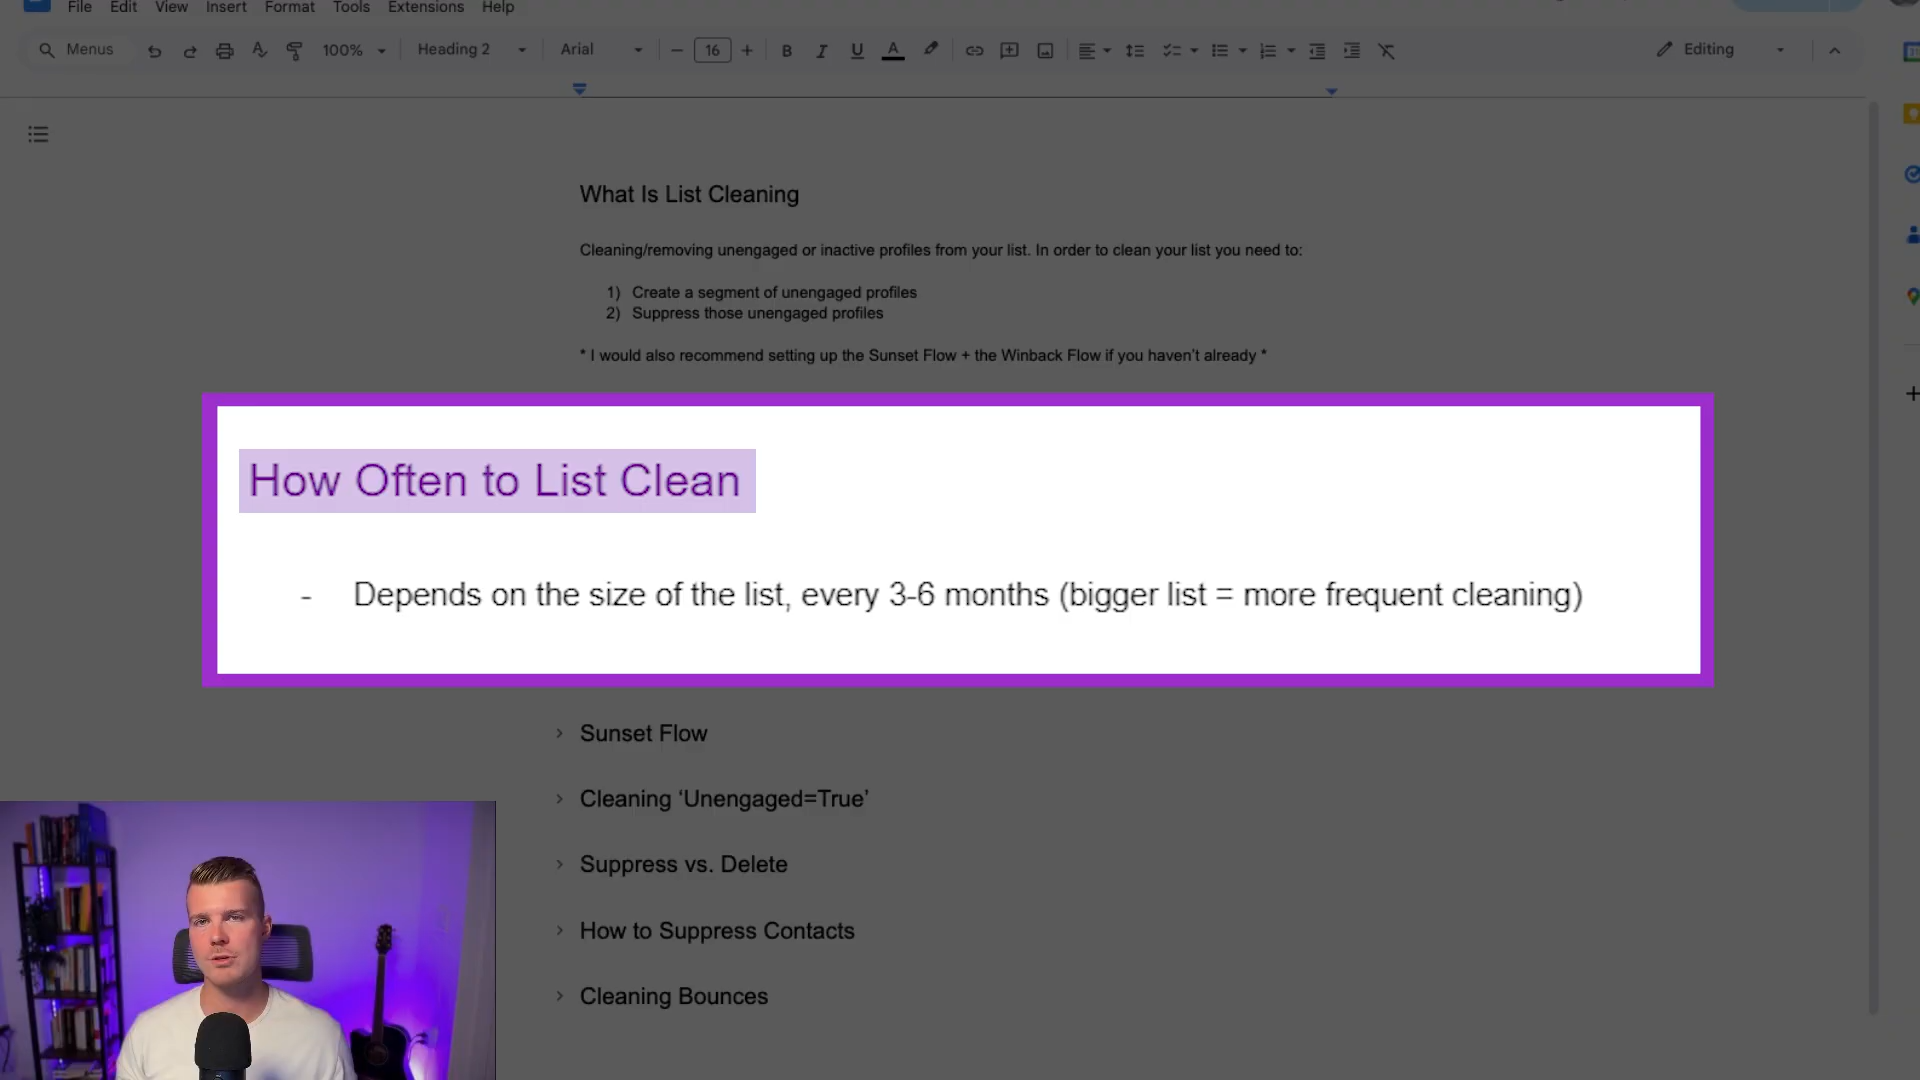 File Edit View Insert Format Tools Extensions Help
Menus 100% Heading 2 Arial 16 Editing
What Is List Cleaning
Cleaning/removing unengaged or inactive profiles from your list. In order to clean your list you need to:
1) Create a segment of unengaged profiles
2) Suppress those unengaged profiles
* I would also recommend setting up the Sunset Flow + the Winback Flow if you haven't already *
How Often to List Clean
- Depends on the size of the list, every 3-6 months (bigger list = more frequent cleaning)
Sunset Flow
Cleaning ‘Unengaged=True’
Suppress vs. Delete
How to Suppress Contacts
Cleaning Bounces